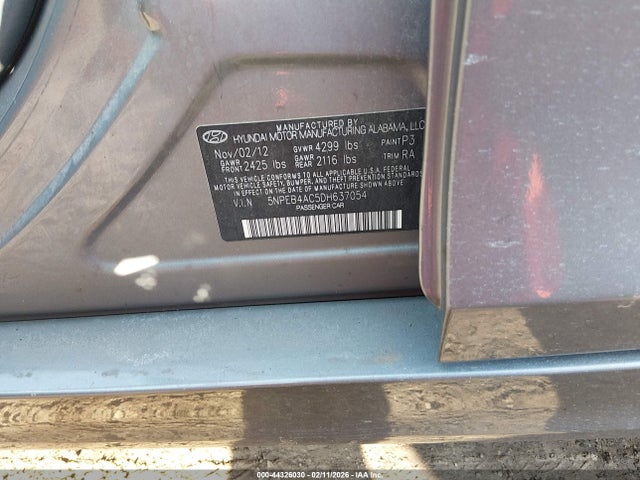 MANUFACTURED BY
HYUNDAI MOTOR MANUFACTURING ALABAMA, LLC
Nov/02/12 GVWR 4299 lbs PAINT P3
GAWR FRONT 2425 lbs GAWR REAR 2116 lbs TRIM RA
THIS VEHICLE CONFORMS TO ALL APPLICABLE U.S.A. FEDERAL
MOTOR VEHICLE SAFETY, BUMPER, AND THEFT PREVENTION
STANDARDS IN EFFECT ON THE DATE OF MANUFACTURE SHOWN ABOVE.
V.I.N 5NPEB4AC5DH637054
PASSENGER CAR
000-44326030 - 02/11/2026 - IAAI.COM